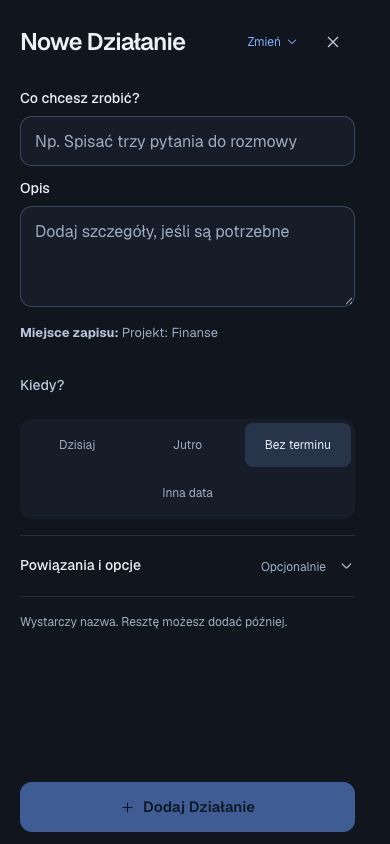 Nowe Działanie
Zmień
Co chcesz zrobić?
Np. Spisać trzy pytania do rozmowy
Opis
Dodaj szczegóły, jeśli są potrzebne
Miejsce zapisu: Projekt: Finanse
Kiedy?
Dzisiaj
Jutro
Bez terminu
Inna data
Powiązania i opcje
Opcjonalnie
Wystarczy nazwa. Resztę możesz dodać później.
+ Dodaj Działanie